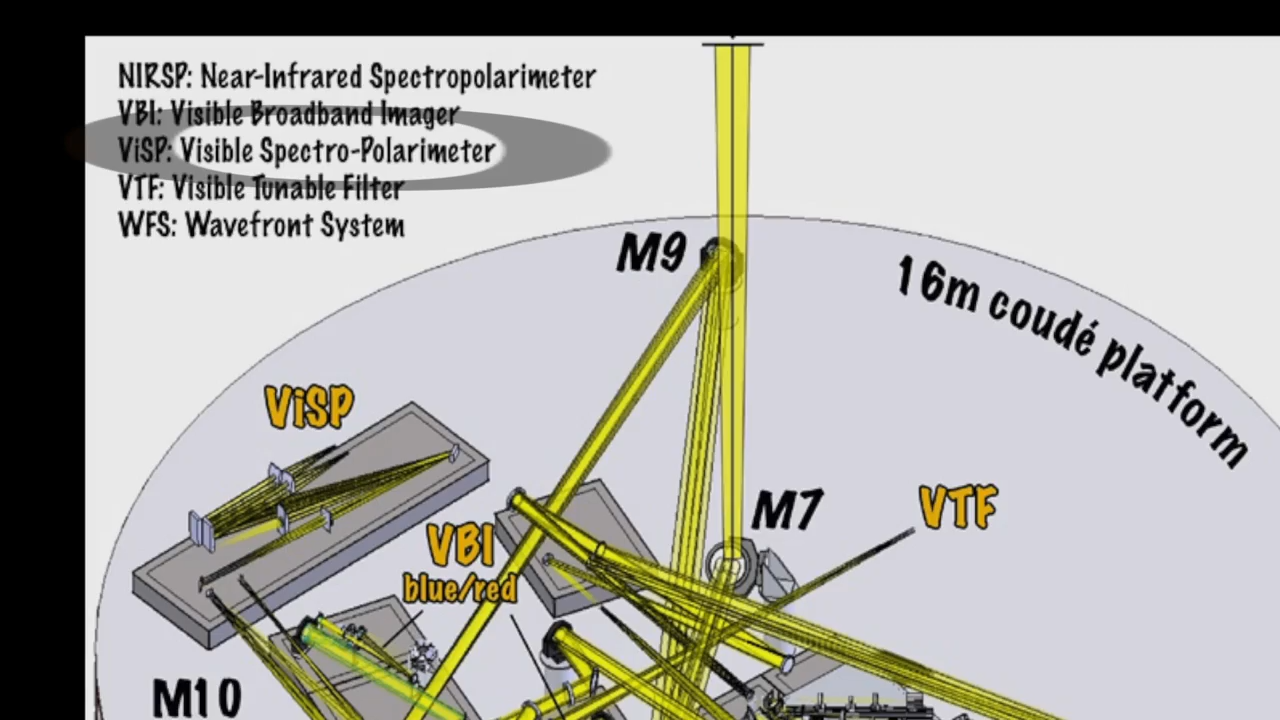 NIRSP: Near-Infrared Spectropolarimeter
VBI: Visible Broadband Imager
ViSP: Visible Spectro-Polarimeter
VTF: Visible Tunable Filter
WFS: Wavefront System
M9
16m coudé platform
ViSP
M7
VTF
VBI
blue/red
M10